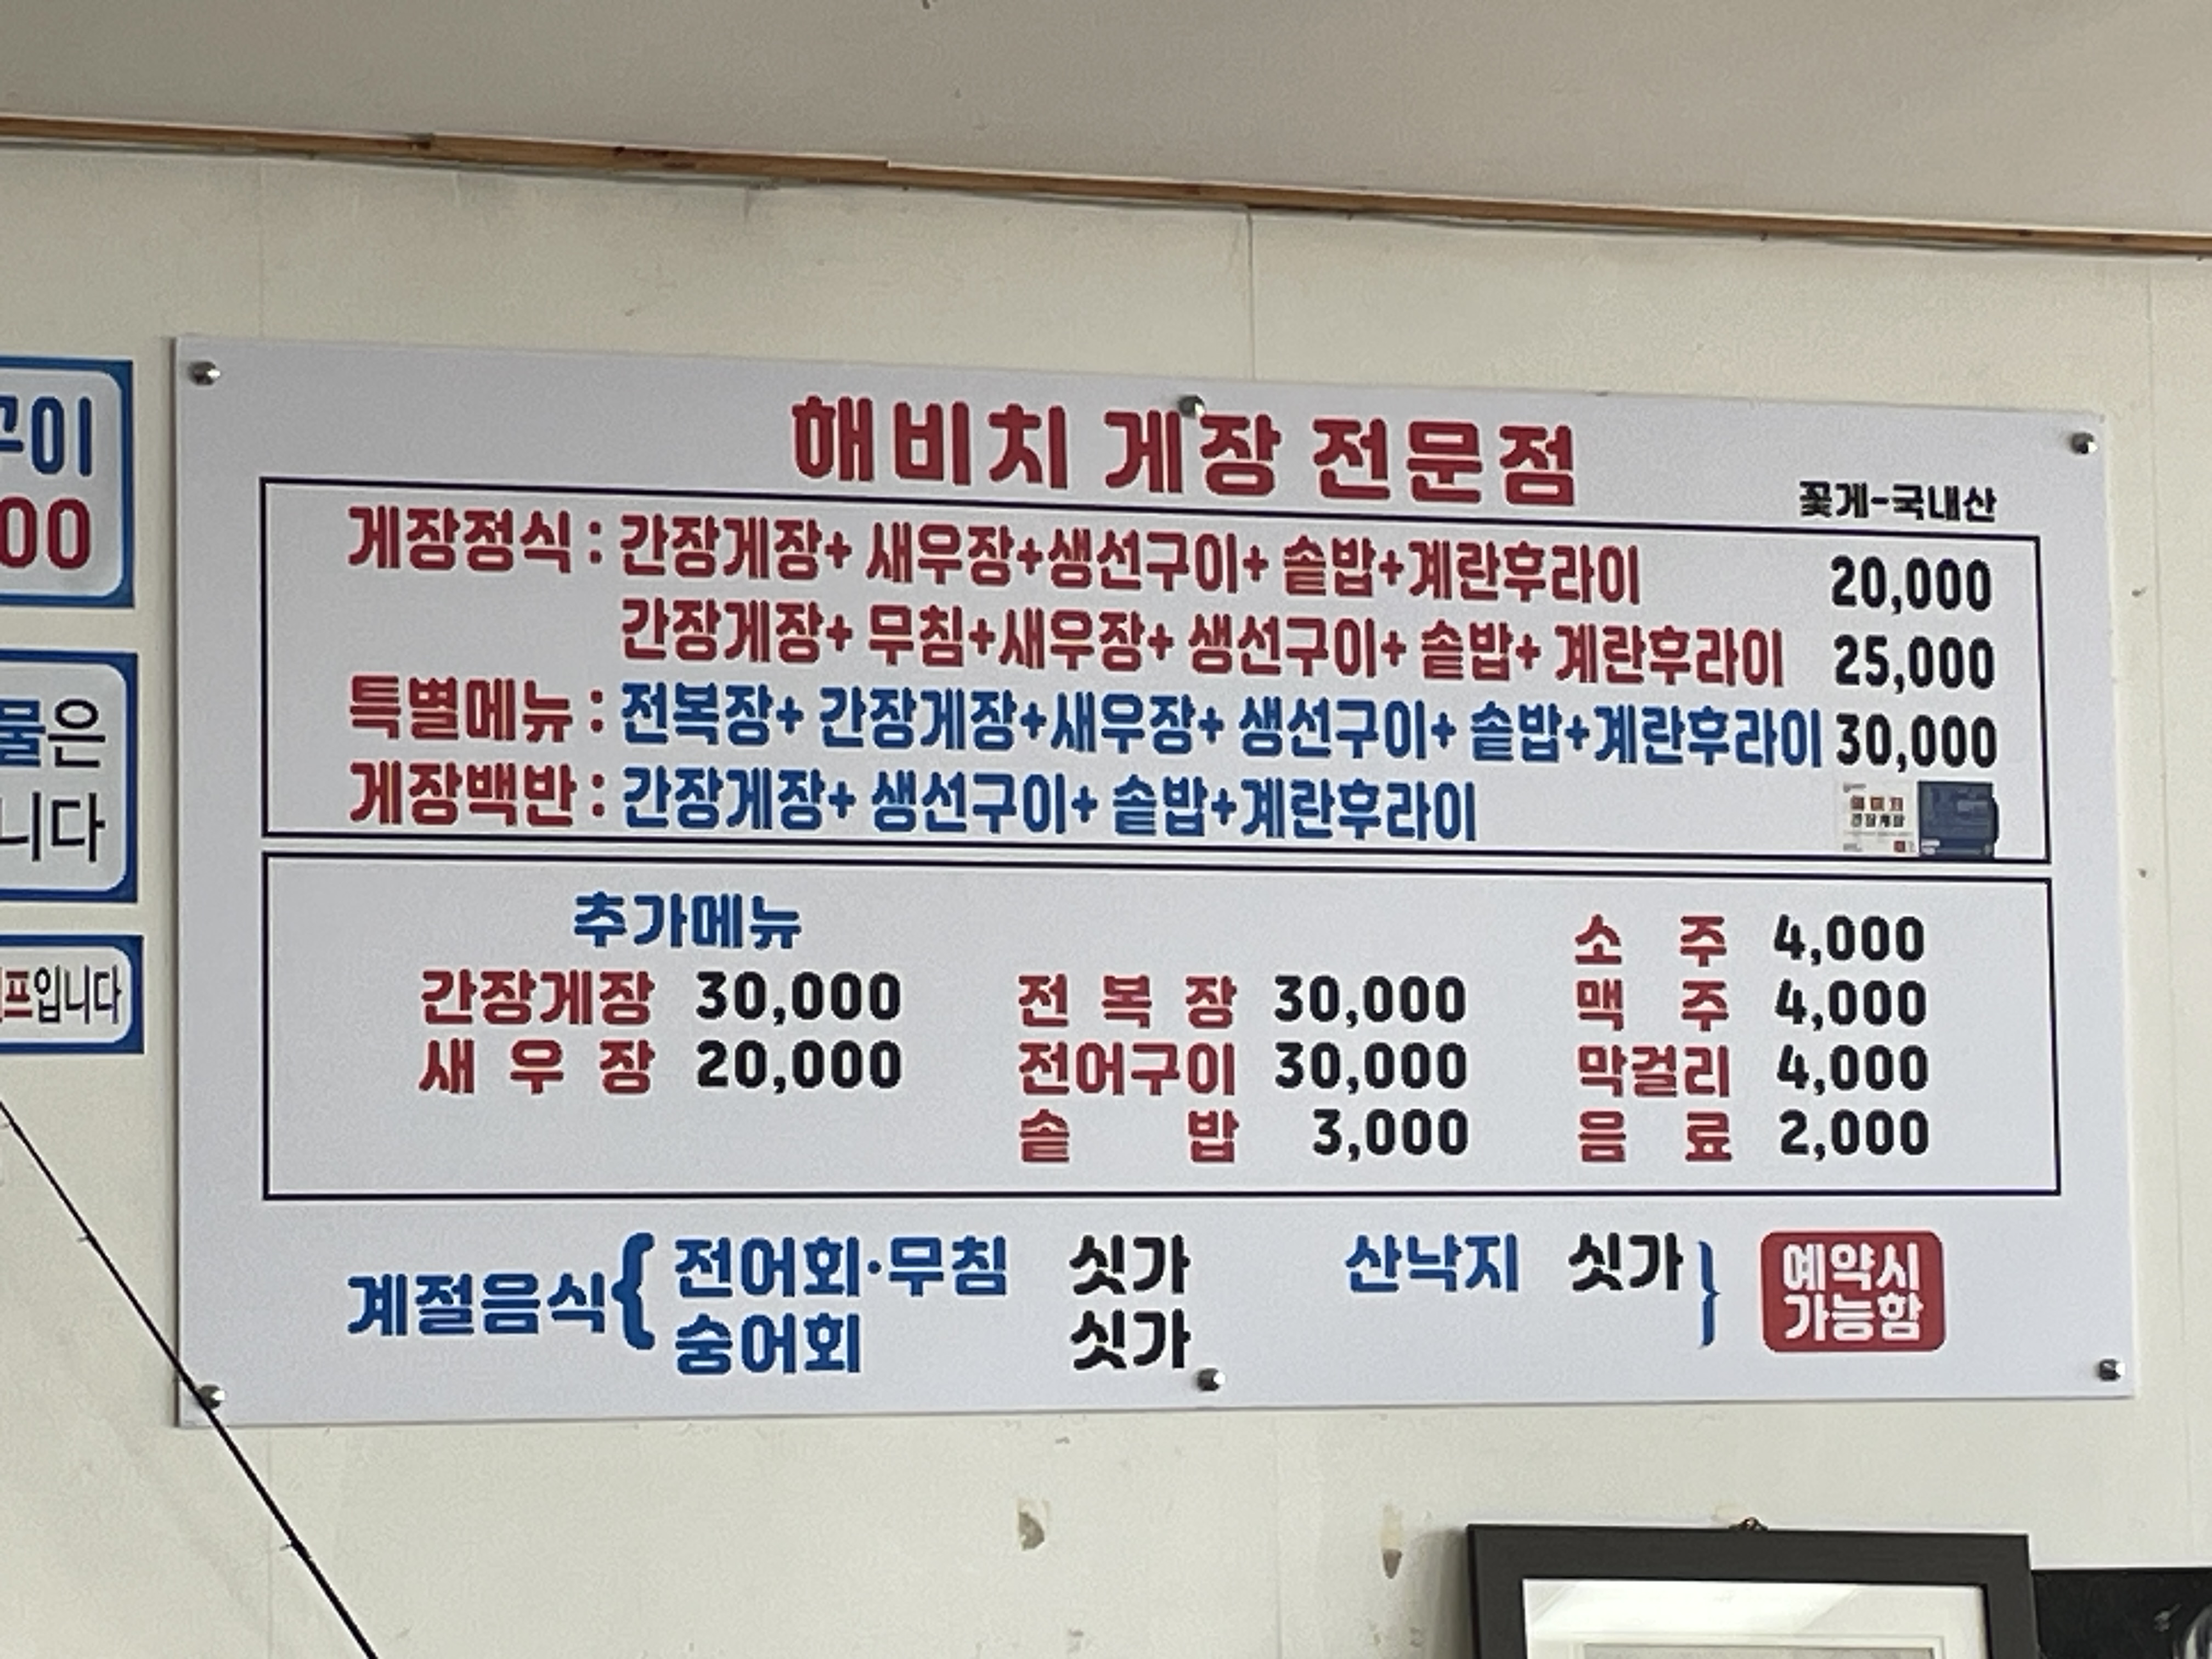 구이
00
물은
니다
프입니다
해비치 게장 전문점
꽃게-국내산
게장정식 : 간장게장+ 새우장+생선구이+ 솥밥+계란후라이 20,000
간장게장+ 무침+새우장+ 생선구이+ 솥밥+ 계란후라이 25,000
특별메뉴 : 전복장+ 간장게장+새우장+ 생선구이+ 솥밥+계란후라이 30,000
게장백반 : 간장게장+ 생선구이+ 솥밥+계란후라이
해비치
간장게장
추가메뉴
간장게장 30,000
새우장 20,000
전복장 30,000
전어구이 30,000
솥밥 3,000
소주 4,000
맥주 4,000
막걸리 4,000
음료 2,000
계절음식 { 전어회·무침 싯가 산낙지 싯가 }
숭어회 싯가
예약시
가능함